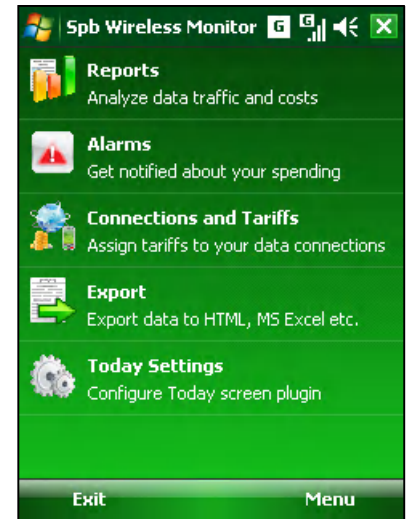 Spb Wireless Monitor G G
Reports
Analyze data traffic and costs
Alarms
Get notified about your spending
Connections and Tariffs
Assign tariffs to your data connections
Export
Export data to HTML, MS Excel etc.
Today Settings
Configure Today screen plugin
Exit Menu